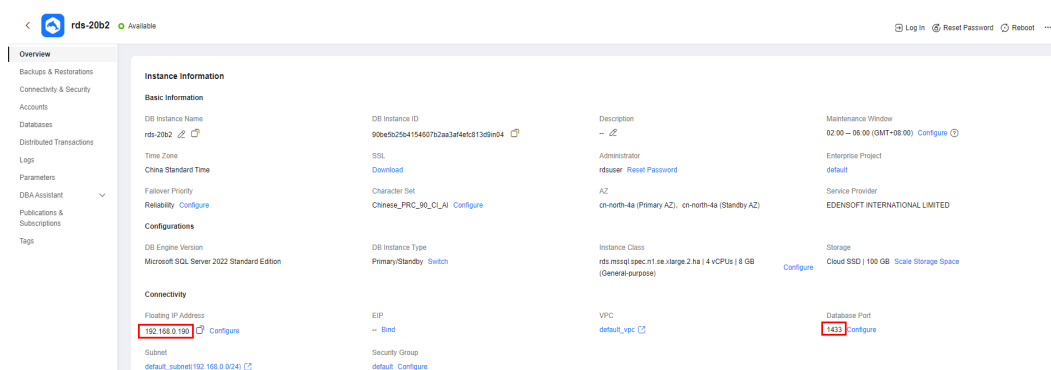 rds-20b2 Available
Log In Reset Password Reboot ···
Overview
Backups & Restorations
Connectivity & Security
Accounts
Databases
Distributed Transactions
Logs
Parameters
DBA Assistant
Publications &
Subscriptions
Tags
Instance Information
Basic Information
DB Instance Name DB Instance ID Description Maintenance Window
rds-20b2 90be5b25b4154607b2aa3af4efc813d9in04 -- 02:00 – 06:00 (GMT+08:00) Configure
Time Zone SSL Administrator Enterprise Project
China Standard Time Download rdsuser Reset Password default
Failover Priority Character Set AZ Service Provider
Reliability Configure Chinese_PRC_90_CI_AI Configure cn-north-4a (Primary AZ), cn-north-4a (Standby AZ) EDENSOFT INTERNATIONAL LIMITED
Configurations
DB Engine Version DB Instance Type Instance Class Storage
Microsoft SQL Server 2022 Standard Edition Primary/Standby Switch rds.mssql.spec.n1.se.xlarge.2.ha | 4 vCPUs | 8 GB Configure Cloud SSD | 100 GB Scale Storage Space
(General-purpose)
Connectivity
Floating IP Address EIP VPC Database Port
192.168.0.190 Configure -- Bind default_vpc 1433 Configure
Subnet Security Group
default_subnet(192.168.0.0/24) default Configure